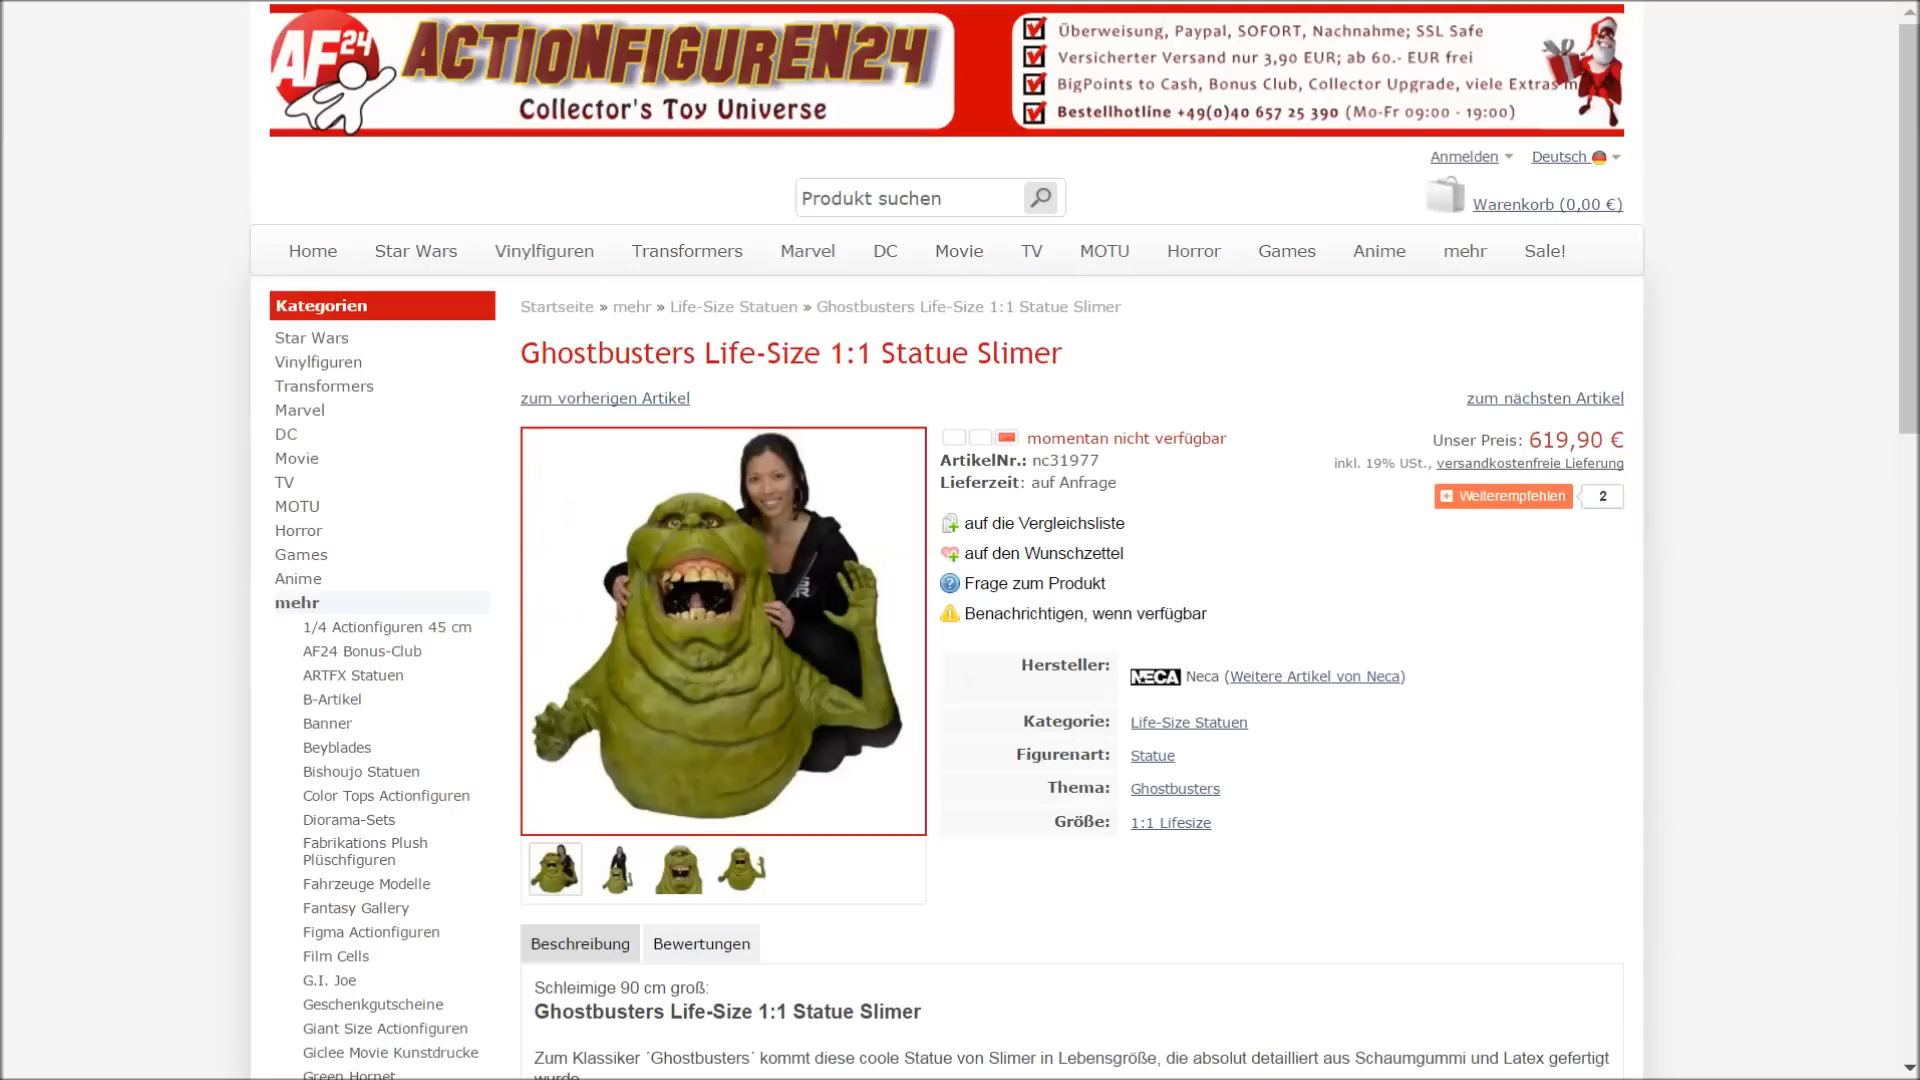 AF24
ACTIONFIGUREN24
Collector's Toy Universe
Überweisung, Paypal, SOFORT, Nachnahme; SSL Safe
Versicherter Versand nur 3,90 EUR; ab 60.- EUR frei
BigPoints to Cash, Bonus Club, Collector Upgrade, viele Extras
Bestellhotline +49(0)40 657 25 390 (Mo-Fr 09:00 - 19:00)
Anmelden Deutsch
Produkt suchen
Warenkorb (0,00 €)
Home Star Wars Vinylfiguren Transformers Marvel DC Movie TV MOTU Horror Games Anime mehr Sale!
Kategorien
Star Wars
Vinylfiguren
Transformers
Marvel
DC
Movie
TV
MOTU
Horror
Games
Anime
mehr
1/4 Actionfiguren 45 cm
AF24 Bonus-Club
ARTFX Statuen
B-Artikel
Banner
Beyblades
Bishoujo Statuen
Color Tops Actionfiguren
Diorama-Sets
Fabrikations Plush
Plüschfiguren
Fahrzeuge Modelle
Fantasy Gallery
Figma Actionfiguren
Film Cells
G.I. Joe
Geschenkgutscheine
Giant Size Actionfiguren
Giclee Movie Kunstdrucke
Green Hornet
Startseite » mehr » Life-Size Statuen » Ghostbusters Life-Size 1:1 Statue Slimer
Ghostbusters Life-Size 1:1 Statue Slimer
zum vorherigen Artikel zum nächsten Artikel
momentan nicht verfügbar
ArtikelNr.: nc31977
Lieferzeit: auf Anfrage
Unser Preis: 619,90 €
inkl. 19% USt., versandkostenfreie Lieferung
Weiterempfehlen 2
auf die Vergleichsliste
auf den Wunschzettel
Frage zum Produkt
Benachrichtigen, wenn verfügbar
Hersteller: NECA Neca (Weitere Artikel von Neca)
Kategorie: Life-Size Statuen
Figurenart: Statue
Thema: Ghostbusters
Größe: 1:1 Lifesize
Beschreibung Bewertungen
Schleimige 90 cm groß:
Ghostbusters Life-Size 1:1 Statue Slimer
Zum Klassiker ´Ghostbusters´ kommt diese coole Statue von Slimer in Lebensgröße, die absolut detailliert aus Schaumgummi und Latex gefertigt
wurde